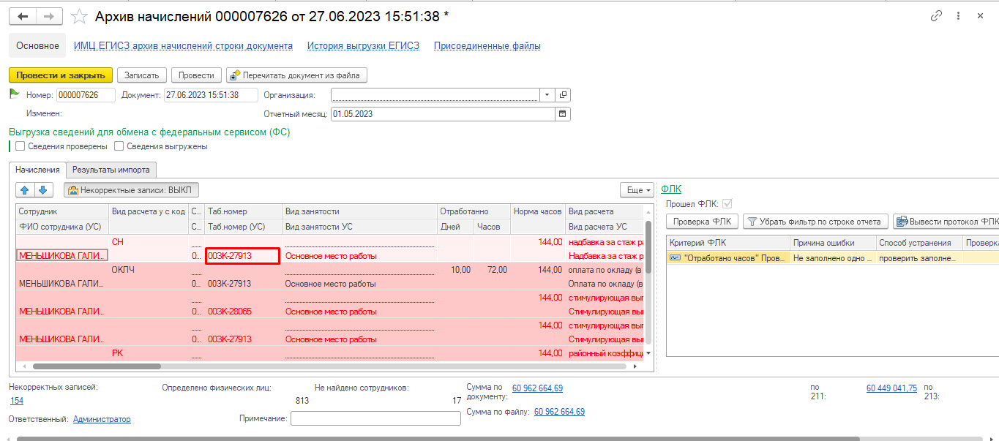 Архив начислений 000007626 от 27.06.2023 15:51:38 *
Основное ИМЦ ЕГИСЗ архив начислений строки документа История выгрузки ЕГИСЗ Присоединенные файлы
Провести и закрыть Записать Провести Перечитать документ из файла
Номер: 000007626 Документ: 27.06.2023 15:51:38 Организация:
Изменен: Отчетный месяц: 01.05.2023
Выгрузка сведений для обмена с федеральным сервисом (ФС)
Сведения проверены Сведения выгружены
Начисления Результаты импорта
Некорректные записи: ВЫКЛ Еще ФЛК
Прошел ФЛК:
Проверка ФЛК Убрать фильтр по строке отчета Вывести протокол ФЛК
Сотрудник Вид расчета у с код С... Таб.номер Вид занятости Отработано Норма часов Вид расчета
ФИО сотрудника (УС) С... Таб.номер (УС) Вид занятости УС Дней Часов Вид расчета УС
Критерий ФЛК Причина ошибки Способ устранения Проверка
"Отработано часов" Пров... Не заполнено одно ... проверить заполне...
СН 144,00 надбавка за стаж ра
МЕНЬШИКОВА ГАЛИ... 0... 003К-27913 Основное место работы Надбавка за стаж р
ОКЛЧ 10,00 72,00 144,00 оплата по окладу (в
МЕНЬШИКОВА ГАЛИ... 0... 003К-27913 Основное место работы Оплата по окладу (в
144,00 стимулирующая вып
МЕНЬШИКОВА ГАЛИ... 0... 003К-28065 Основное место работы Стимулирующая вы
144,00 стимулирующая вып
МЕНЬШИКОВА ГАЛИ... 0... 003К-27913 Основное место работы Стимулирующая вы
РК 144,00 районный коэффици
Некорректных записей: Определено физических лиц: Не найдено сотрудников: Сумма по документу: 60 962 664,69 по 211: 60 449 041,75 по 213:
154 813 17
Сумма по файлу: 60 962 664,69
Ответственный: Администратор Примечание: